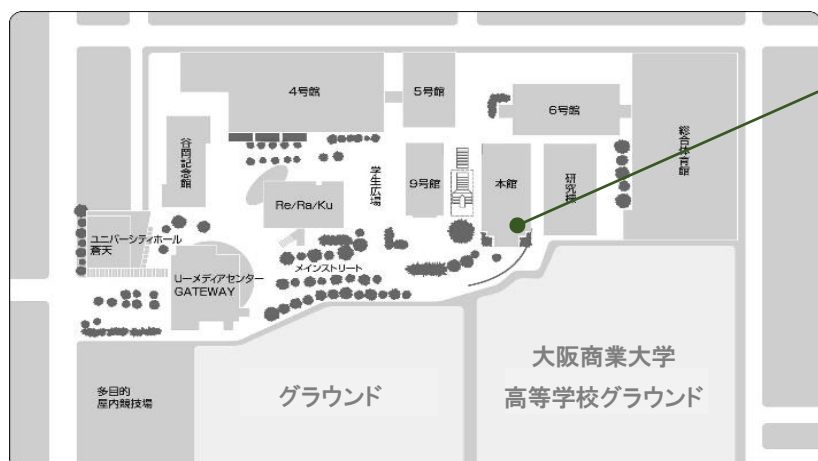 4号館
5号館
6号館
総合体育館
谷岡記念館
学生広場
9号館
本館
研究棟
Re/Ra/Ku
ユニバーシティホール
蒼天
メインストリート
Uーメディアセンター
GATEWAY
多目的
屋内競技場
グラウンド
大阪商業大学
高等学校グラウンド